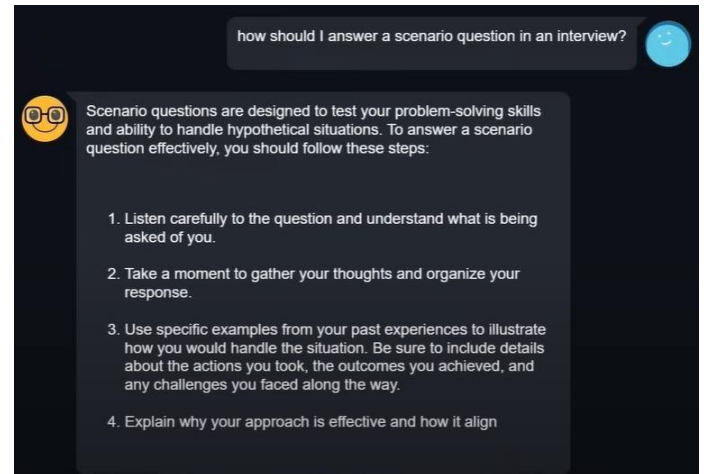 how should I answer a scenario question in an interview?
Scenario questions are designed to test your problem-solving skills
and ability to handle hypothetical situations. To answer a scenario
question effectively, you should follow these steps:
1. Listen carefully to the question and understand what is being
asked of you.
2. Take a moment to gather your thoughts and organize your
response.
3. Use specific examples from your past experiences to illustrate
how you would handle the situation. Be sure to include details
about the actions you took, the outcomes you achieved, and
any challenges you faced along the way.
4. Explain why your approach is effective and how it align